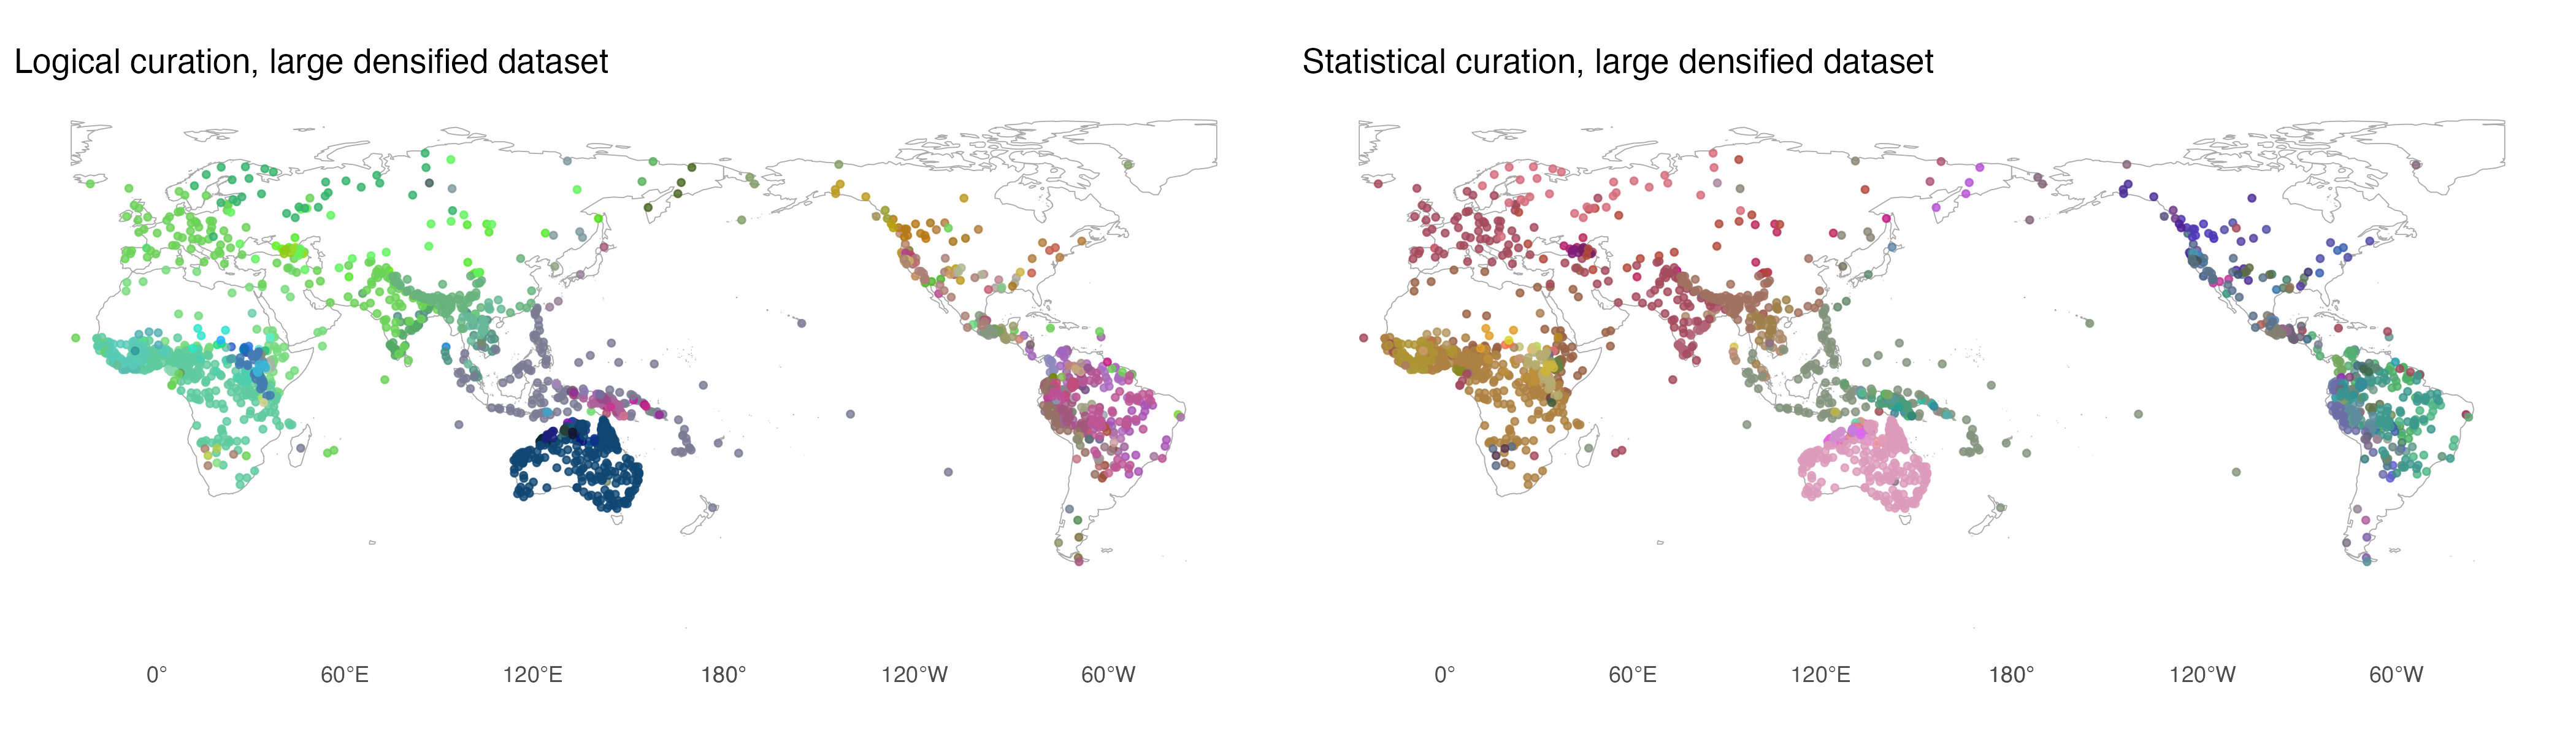 Logical curation, large densified dataset
Statistical curation, large densified dataset
0° 60°E 120°E 180° 120°W 60°W
0° 60°E 120°E 180° 120°W 60°W